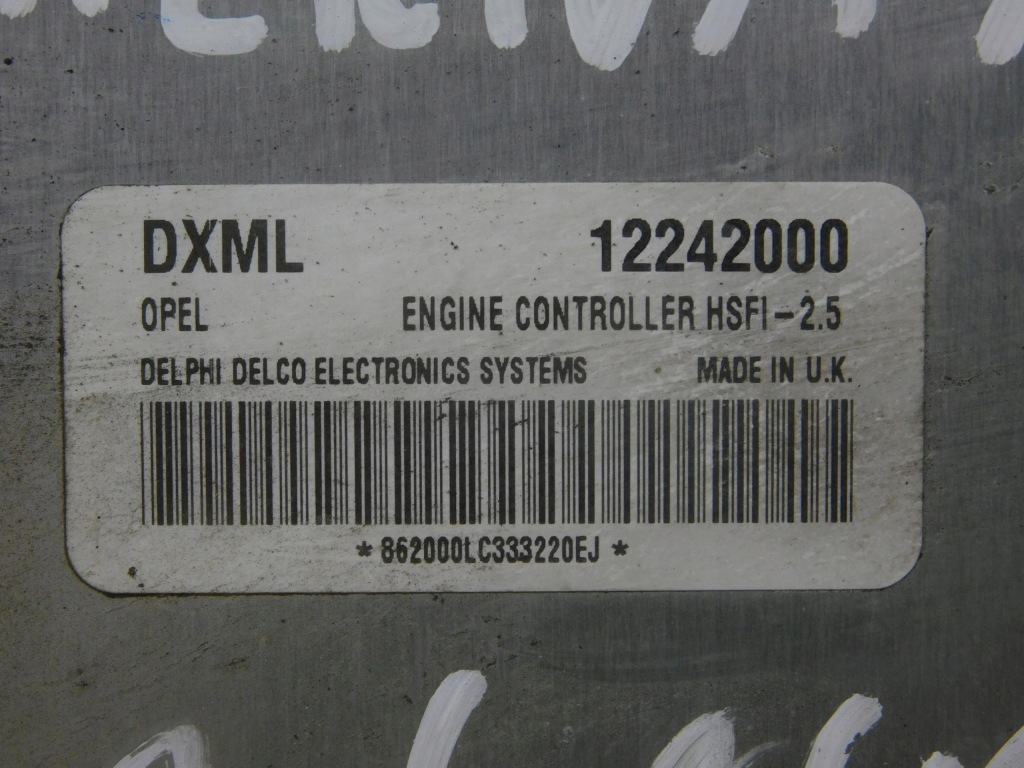 DXML 12242000
OPEL ENGINE CONTROLLER HSFI-2.5
DELPHI DELCO ELECTRONICS SYSTEMS MADE IN U.K.
*862000LC333220EJ*